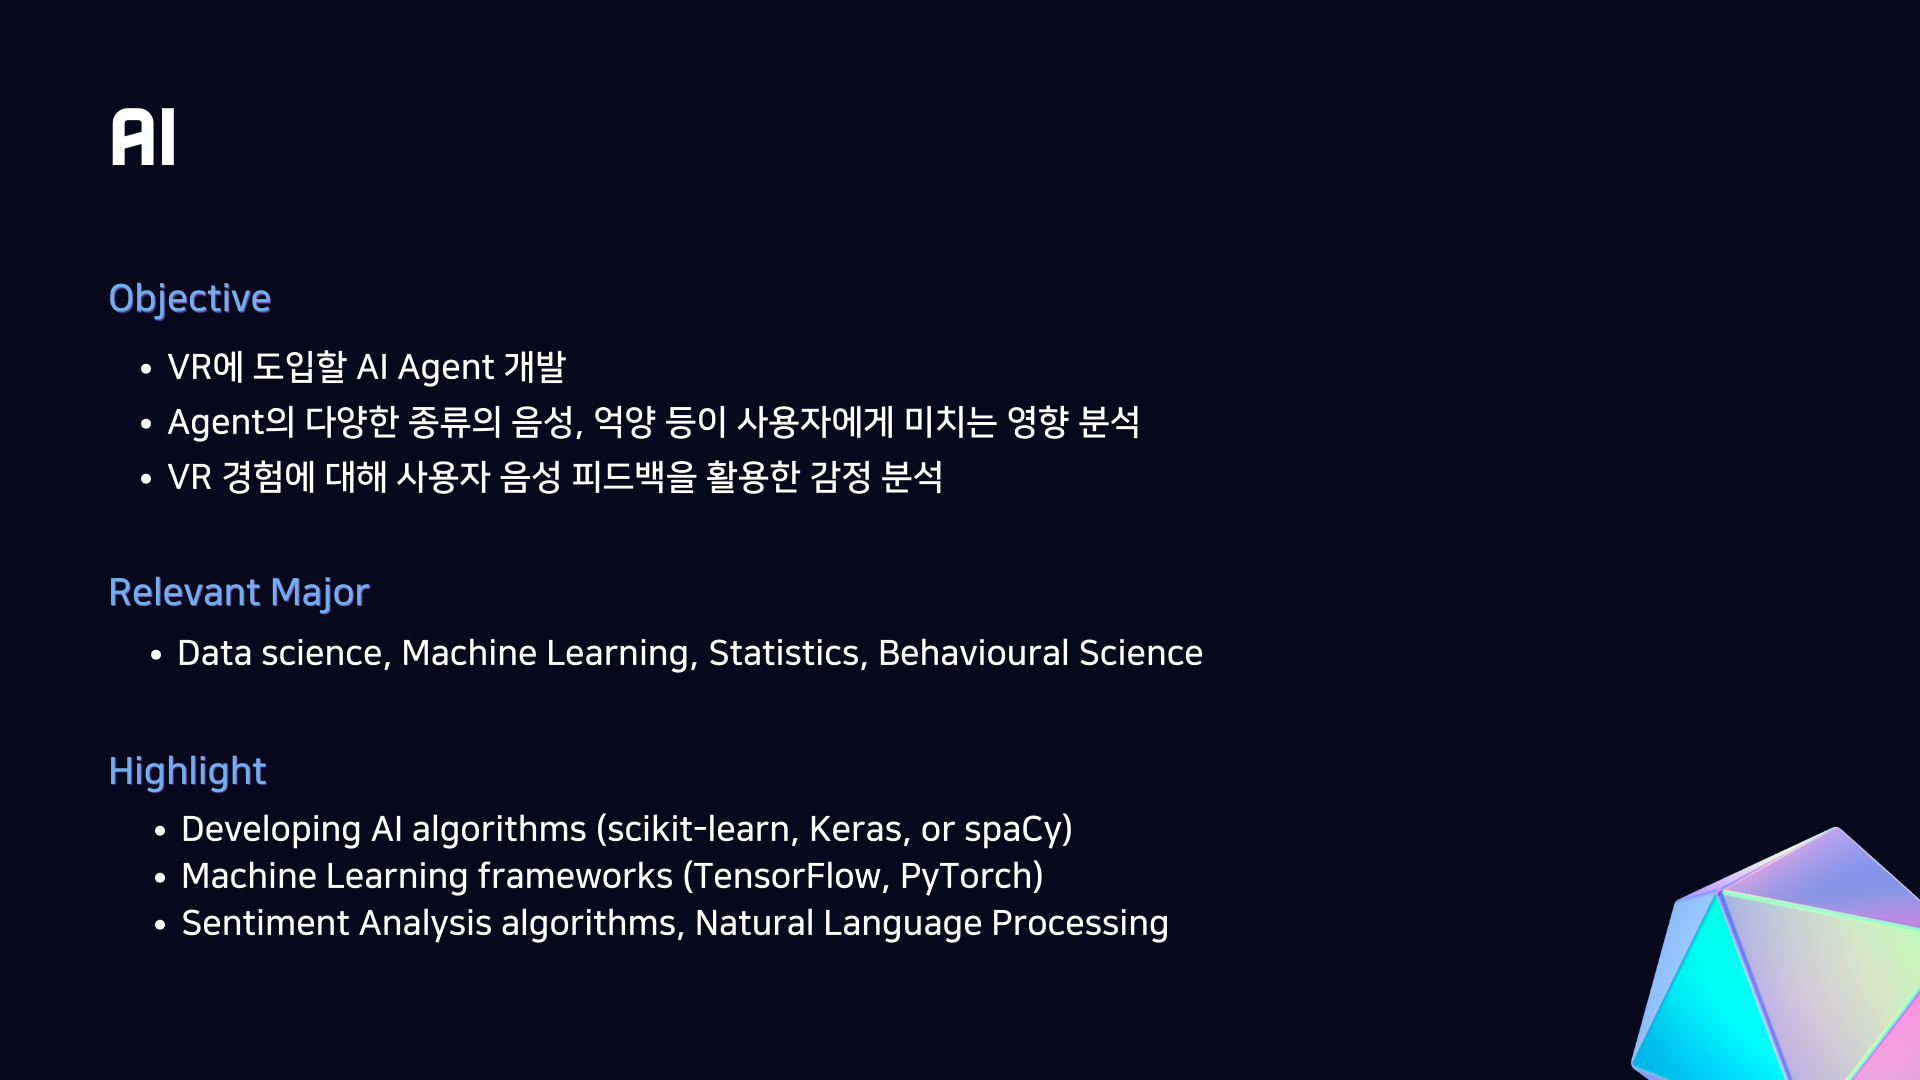 AI
Objective
• VR에 도입할 AI Agent 개발
• Agent의 다양한 종류의 음성, 억양 등이 사용자에게 미치는 영향 분석
• VR 경험에 대해 사용자 음성 피드백을 활용한 감정 분석
Relevant Major
• Data science, Machine Learning, Statistics, Behavioural Science
Highlight
• Developing AI algorithms (scikit-learn, Keras, or spaCy)
• Machine Learning frameworks (TensorFlow, PyTorch)
• Sentiment Analysis algorithms, Natural Language Processing